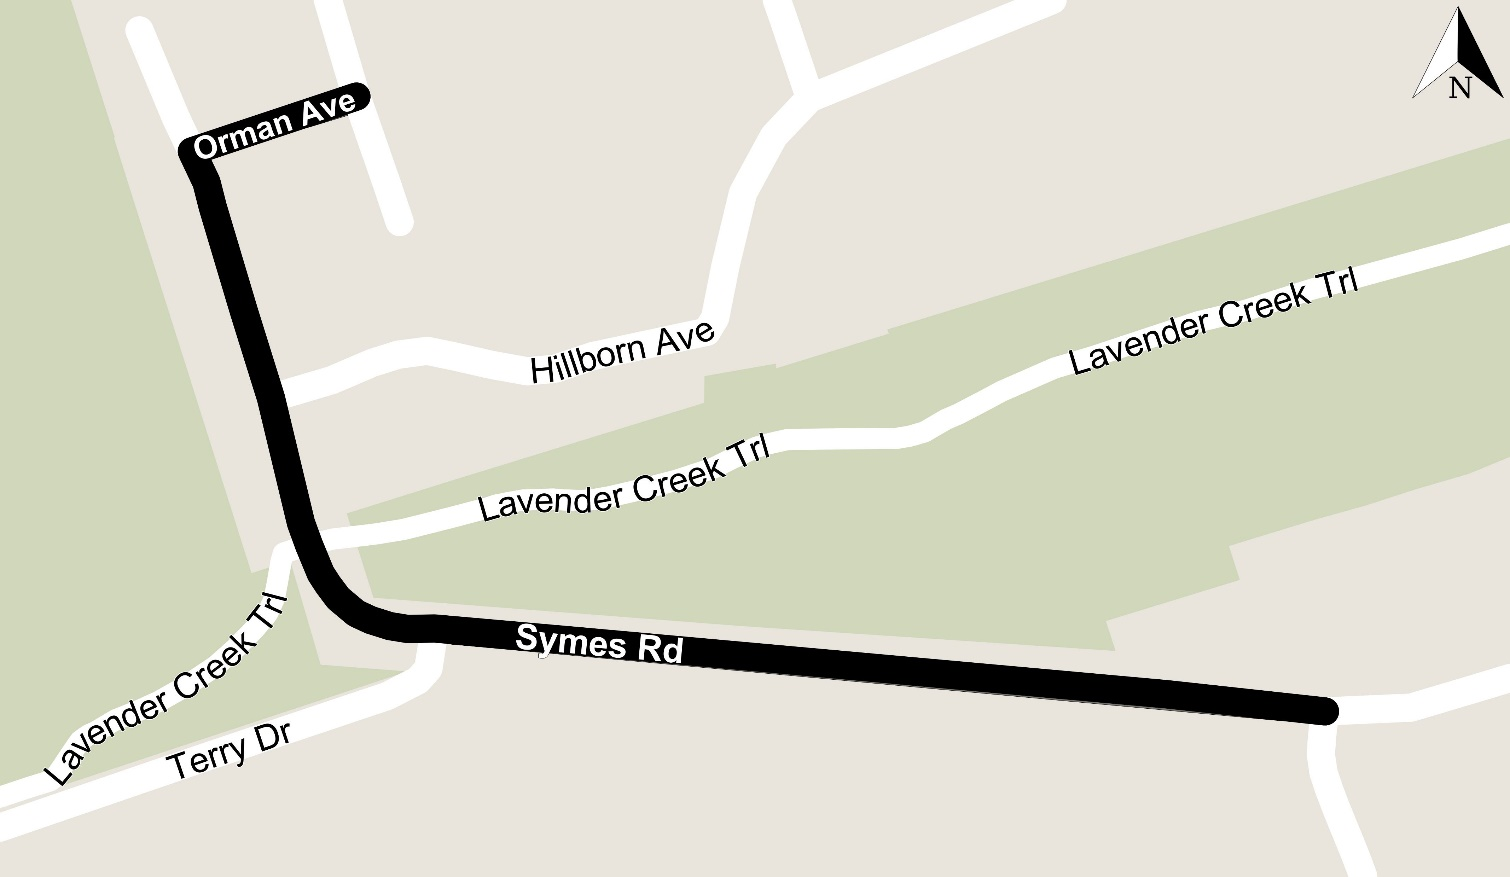 N
Orman Ave
Hillborn Ave
Lavender Creek Trl
Lavender Creek Trl
Lavender Creek Trl
Symes Rd
Terry Dr